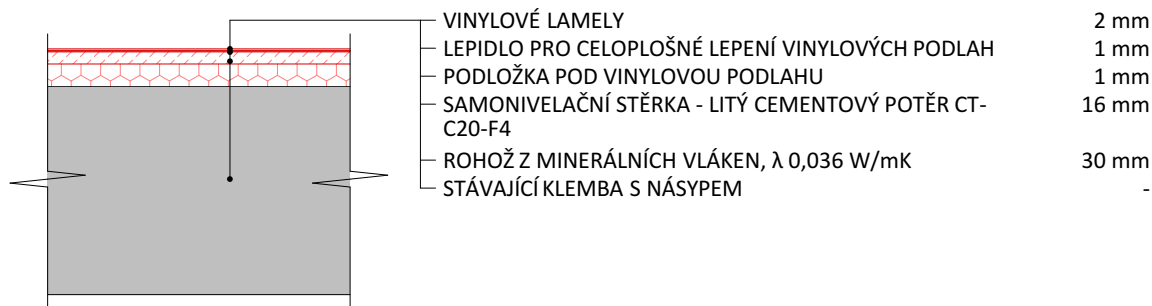 VINYLOVÉ LAMELY 2 mm
LEPIDLO PRO CELOPLOŠNÉ LEPENÍ VINYLOVÝCH PODLAH 1 mm
PODLOŽKA POD VINYLOVOU PODLAHU 1 mm
SAMONIVELAČNÍ STĚRKA - LITÝ CEMENTOVÝ POTĚR CT- 16 mm
C20-F4
ROHOŽ Z MINERÁLNÍCH VLÁKEN, λ 0,036 W/mK 30 mm
STÁVAJÍCÍ KLEMBA S NÁSYPEM -